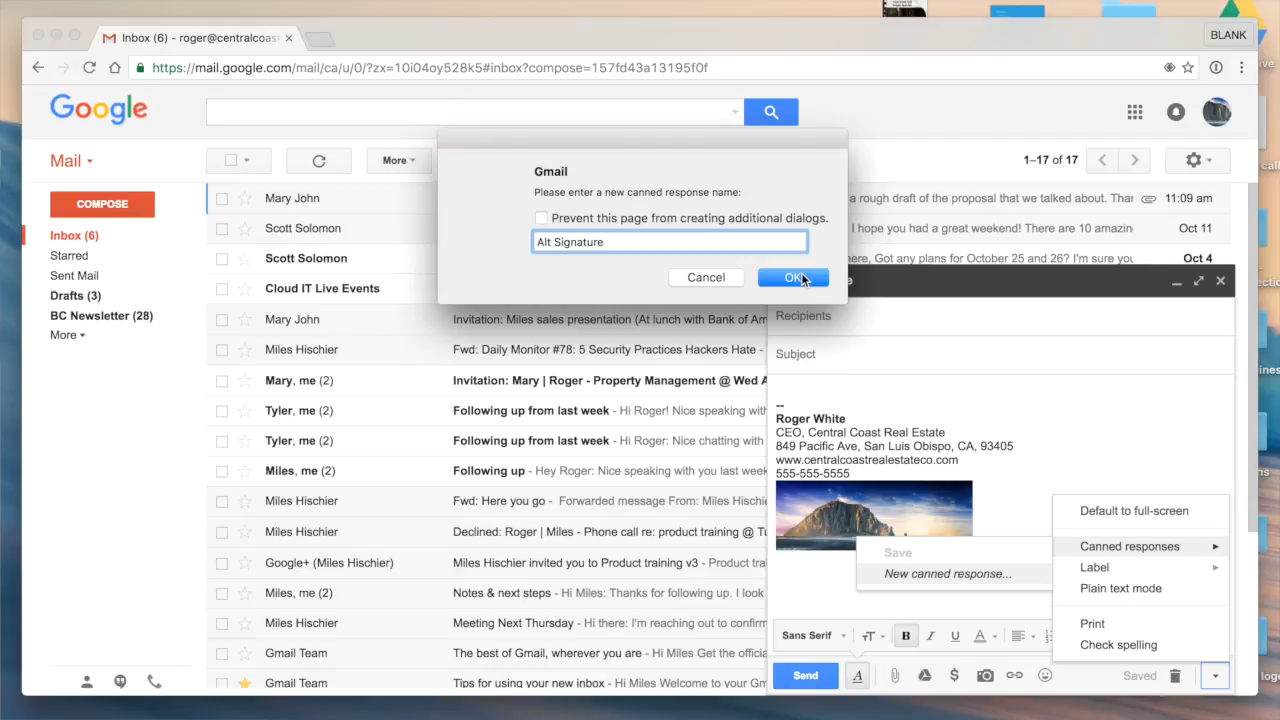 Inbox (6) - roger@centralcoas
BLANK
https://mail.google.com/mail/ca/u/0/?zx=10i04oy528k5#inbox?compose=157fd43a13195f0f
Google
Mail
More
1–17 of 17
COMPOSE
Inbox (6)
Starred
Sent Mail
Drafts (3)
BC Newsletter (28)
More
Gmail
Please enter a new canned response name:
Prevent this page from creating additional dialogs.
Alt Signature
Cancel
OK
Mary John a rough draft of the proposal that we talked about. Than 11:09 am
Scott Solomon I hope you had a great weekend! There are 10 amazin Oct 11
Scott Solomon here, Got any plans for October 25 and 26? I'm sure you Oct 4
Cloud IT Live Events
Mary John Invitation: Miles sales presentation (At lunch with Bank of Am
Miles Hischier Fwd: Daily Monitor #78: 5 Security Practices Hackers Hate -
Mary, me (2) Invitation: Mary | Roger - Property Management @ Wed A
Tyler, me (2) Following up from last week - Hi Roger! Nice speaking with
Tyler, me (2) Following up from last week - Hi Roger! Nice chatting with
Miles, me (2) Following up - Hey Roger: Nice speaking with you last week
Miles Hischier Fwd: Here you go - Forwarded message From: Miles Hischie
Miles Hischier Declined: Roger | Miles - Phone call re: product training @ Tu
Google+ (Miles Hischier) Miles Hischier invited you to Product training v3 - Product
Miles, me (2) Notes & next steps - Hi Miles: Thanks for following up. I look
Miles Hischier Meeting Next Thursday - Hi there: I'm reaching out to confirm
Gmail Team The best of Gmail, wherever you are - Miles Get the official
Gmail Team Tips for using your new inbox - Miles Welcome to your Gm
Recipients
Subject
--
Roger White
CEO, Central Coast Real Estate
849 Pacific Ave, San Luis Obispo, CA, 93405
www.centralcoastrealestateco.com
555-555-5555
Default to full-screen
Canned responses
Label
Plain text mode
Print
Check spelling
Save
New canned response...
Sans Serif
Send
Saved